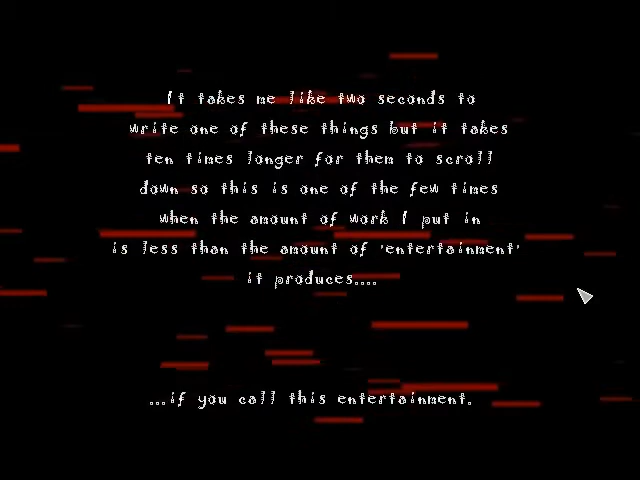 It takes me like two seconds to
write one of these things but it takes
ten times longer for them to scroll
down so this is one of the few times
when the amount of work I put in
is less than the amount of 'entertainment'
it produces....
...if you call this entertainment.